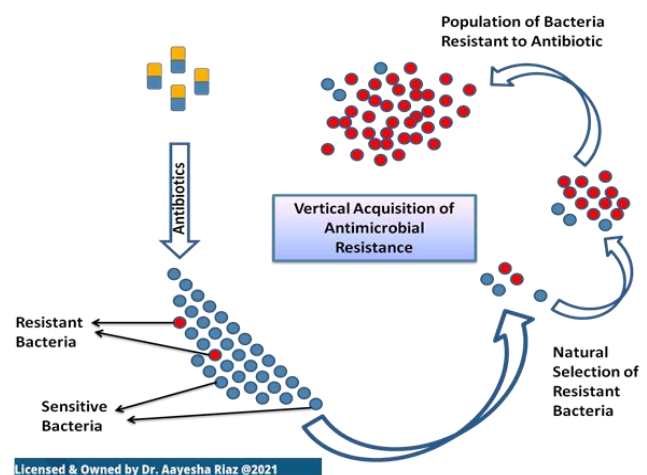 Population of Bacteria
Resistant to Antibiotic
Antibiotics
Vertical Acquisition of
Antimicrobial
Resistance
Resistant
Bacteria
Sensitive
Bacteria
Natural
Selection of
Resistant
Bacteria
Licensed & Owned by Dr. Aayesha Riaz @2021